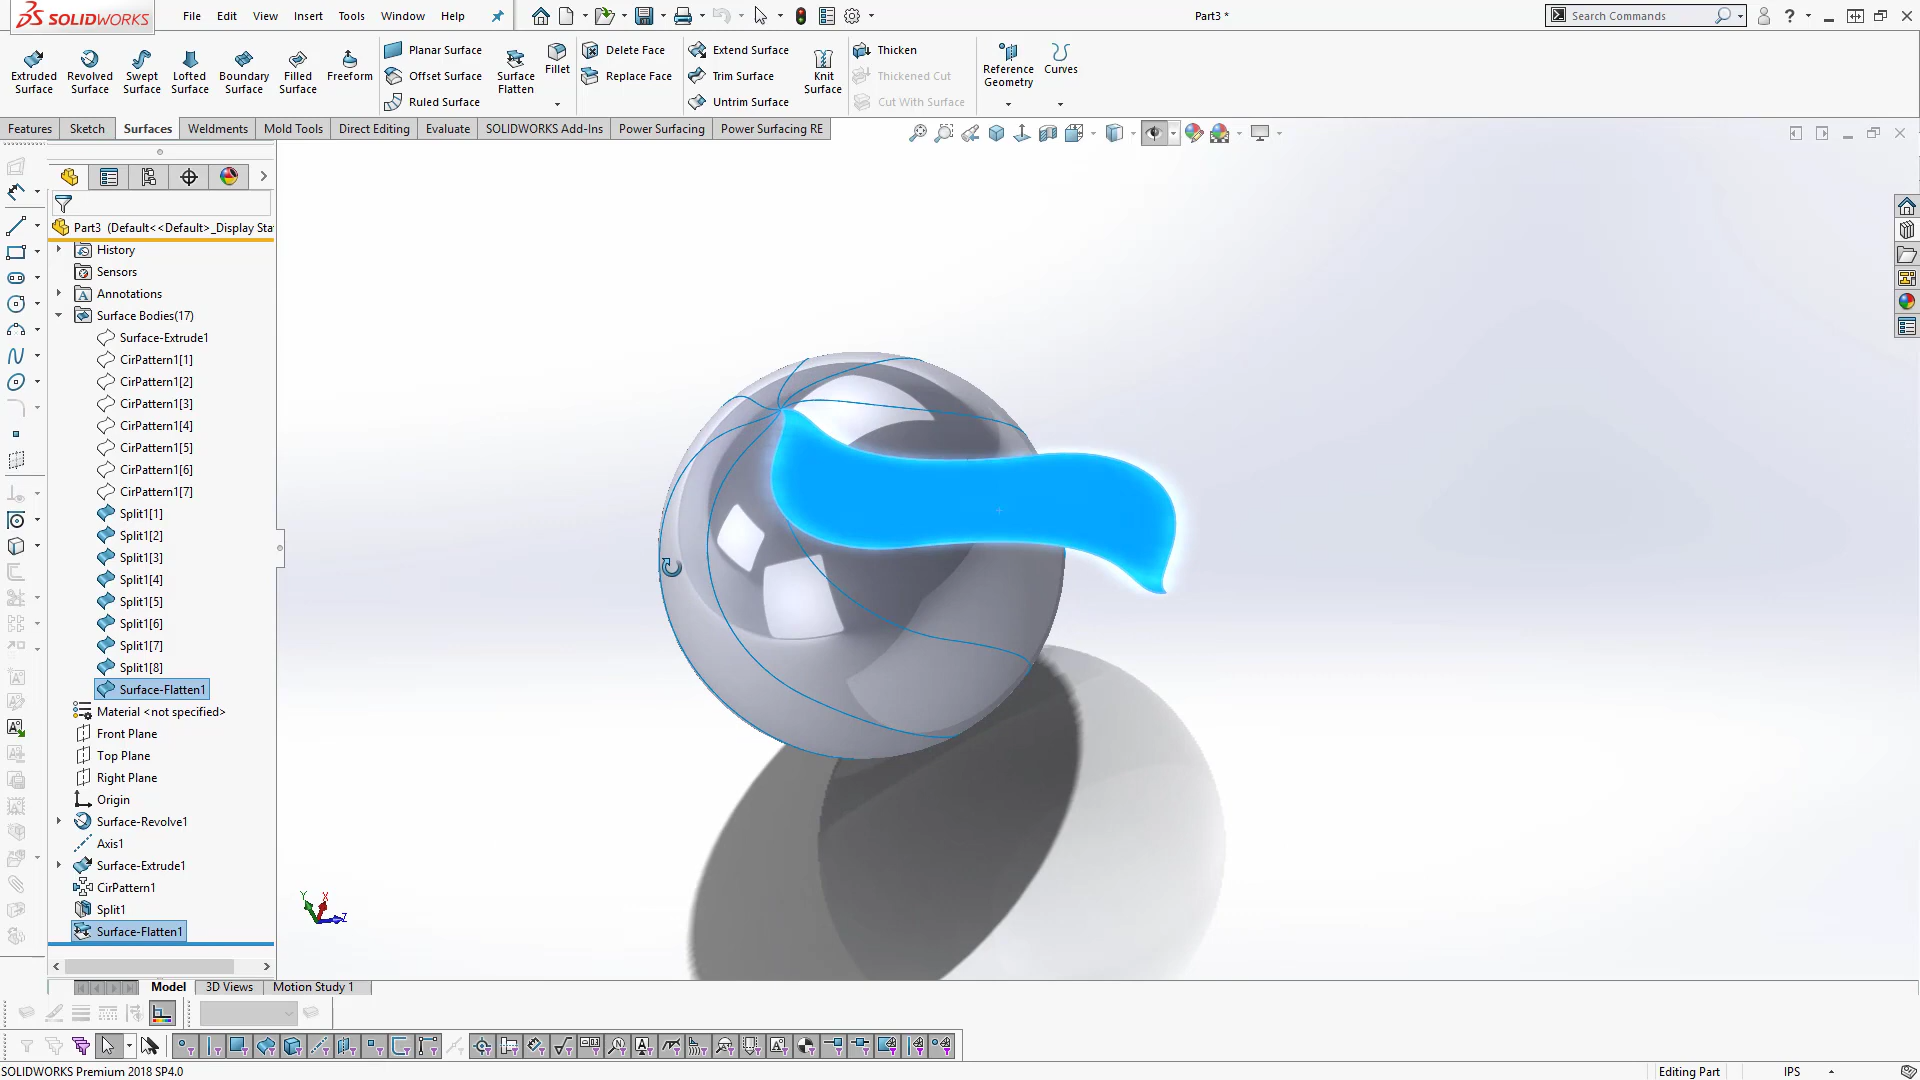 SOLIDWORKS File Edit View Insert Tools Window Help Part3 * Search Commands
Extruded Surface
Revolved Surface
Swept Surface
Lofted Surface
Boundary Surface
Filled Surface
Freeform
Planar Surface
Offset Surface
Ruled Surface
Surface Flatten
Fillet
Delete Face
Replace Face
Extend Surface
Trim Surface
Untrim Surface
Knit Surface
Thicken
Thickened Cut
Cut With Surface
Reference Geometry
Curves
Features Sketch Surfaces Weldments Mold Tools Direct Editing Evaluate SOLIDWORKS Add-Ins Power Surfacing Power Surfacing RE
Part3 (Default<<Default>_Display Sta
History
Sensors
Annotations
Surface Bodies(17)
Surface-Extrude1
CirPattern1[1]
CirPattern1[2]
CirPattern1[3]
CirPattern1[4]
CirPattern1[5]
CirPattern1[6]
CirPattern1[7]
Split1[1]
Split1[2]
Split1[3]
Split1[4]
Split1[5]
Split1[6]
Split1[7]
Split1[8]
Surface-Flatten1
Material <not specified>
Front Plane
Top Plane
Right Plane
Origin
Surface-Revolve1
Axis1
Surface-Extrude1
CirPattern1
Split1
Surface-Flatten1
Y X Z
Model 3D Views Motion Study 1
SOLIDWORKS Premium 2018 SP4.0 Editing Part IPS